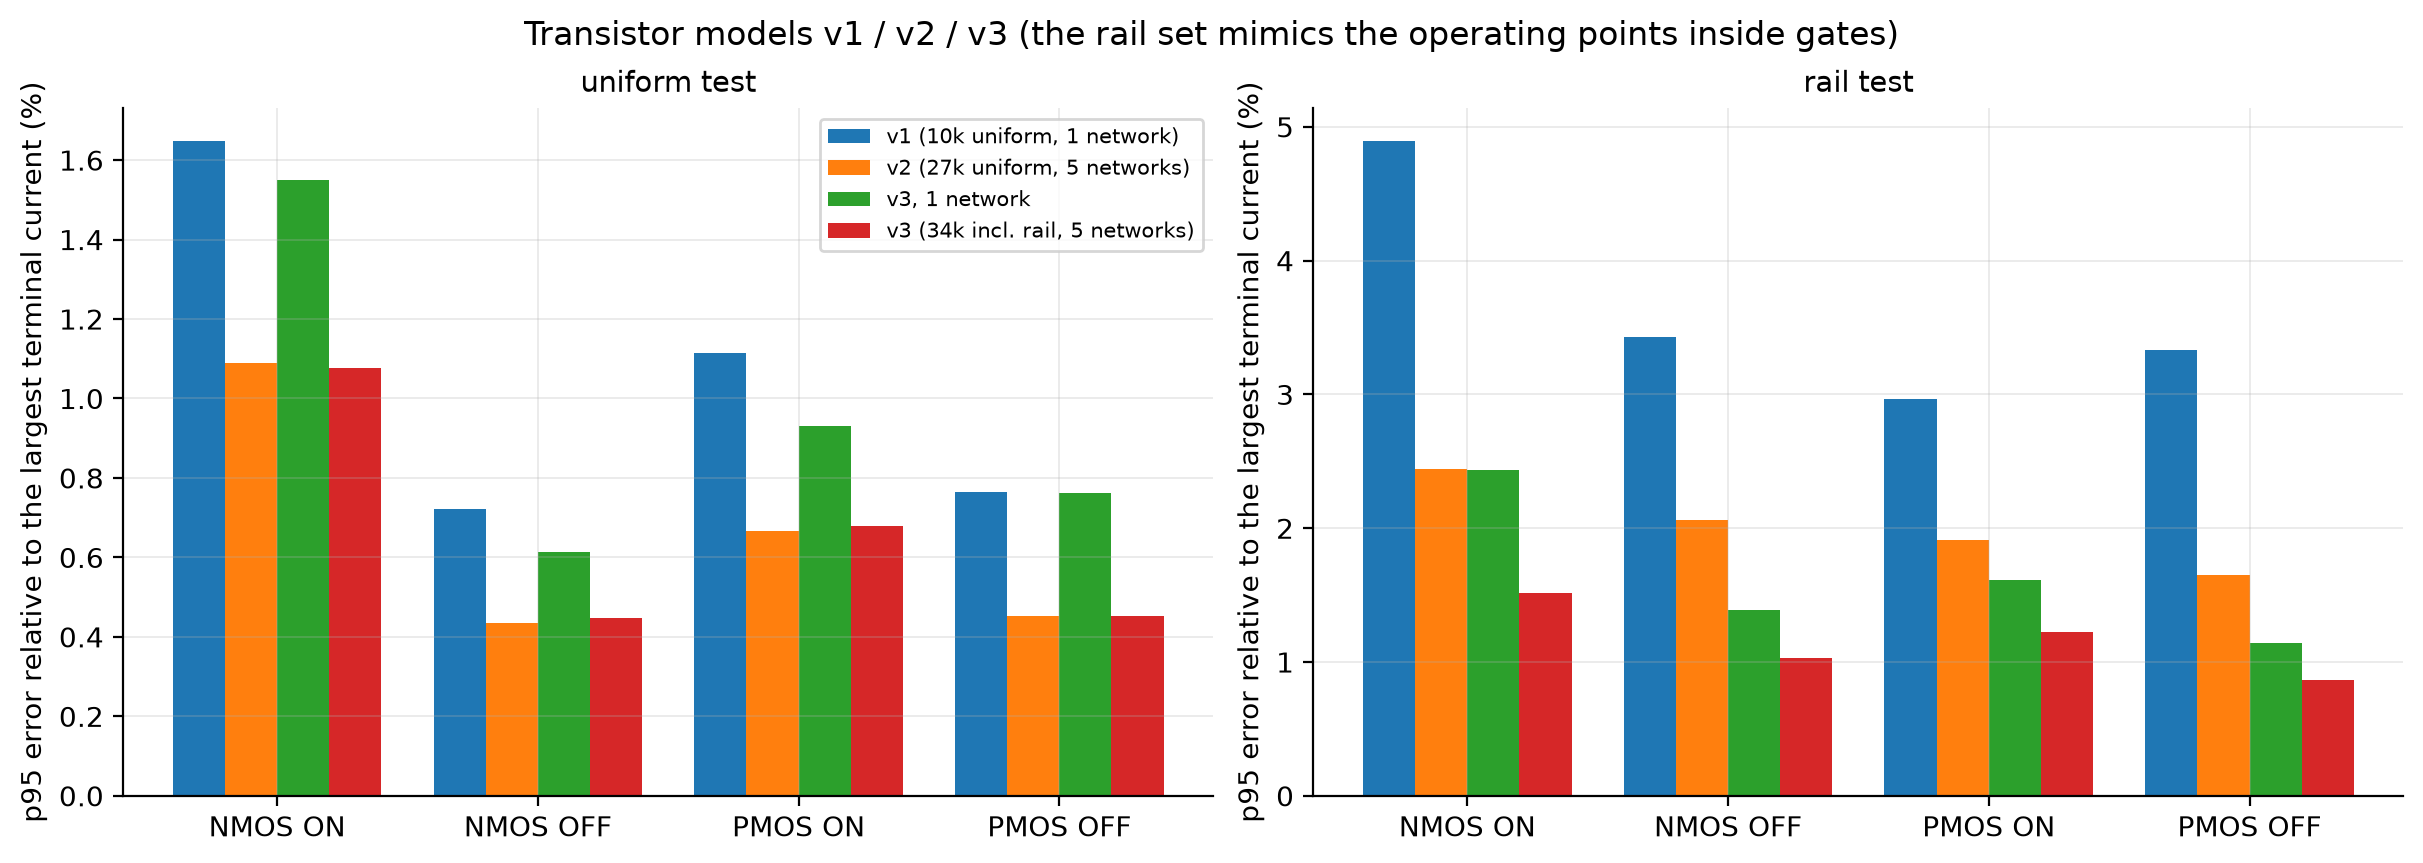 Transistor models v1 / v2 / v3 (the rail set mimics the operating points inside gates)
uniform test
p95 error relative to the largest terminal current (%)
1.6
1.4
1.2
1.0
0.8
0.6
0.4
0.2
0.0
v1 (10k uniform, 1 network)
v2 (27k uniform, 5 networks)
v3, 1 network
v3 (34k incl. rail, 5 networks)
NMOS ON
NMOS OFF
PMOS ON
PMOS OFF
rail test
p95 error relative to the largest terminal current (%)
5
4
3
2
1
0
NMOS ON
NMOS OFF
PMOS ON
PMOS OFF